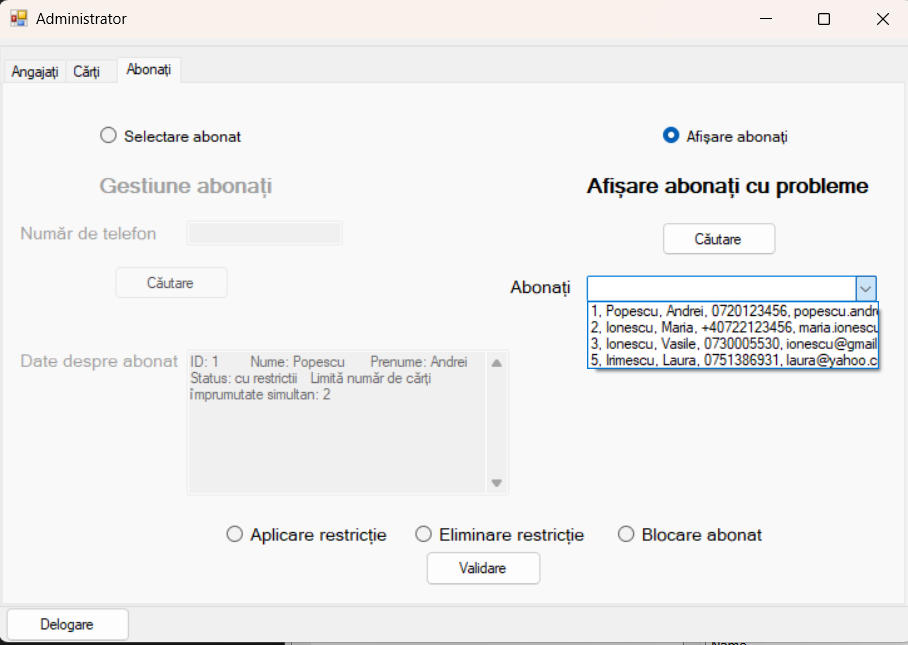 Administrator
Angajați
Cărți
Abonați
Selectare abonat
Afișare abonați
Gestiune abonați
Afișare abonați cu probleme
Număr de telefon
Căutare
Căutare
Abonați
1, Popescu, Andrei, 0720123456, popescu.andr
2, Ionescu, Maria, +40722123456, maria.ionescu
3, Ionescu, Vasile, 0730005530, ionescu@gmail
5, Irimescu, Laura, 0751386931, laura@yahoo.c
Date despre abonat
ID: 1 Nume: Popescu Prenume: Andrei
Status: cu restrictii Limită număr de cărți
împrumutate simultan: 2
Aplicare restricție
Eliminare restricție
Blocare abonat
Validare
Delogare